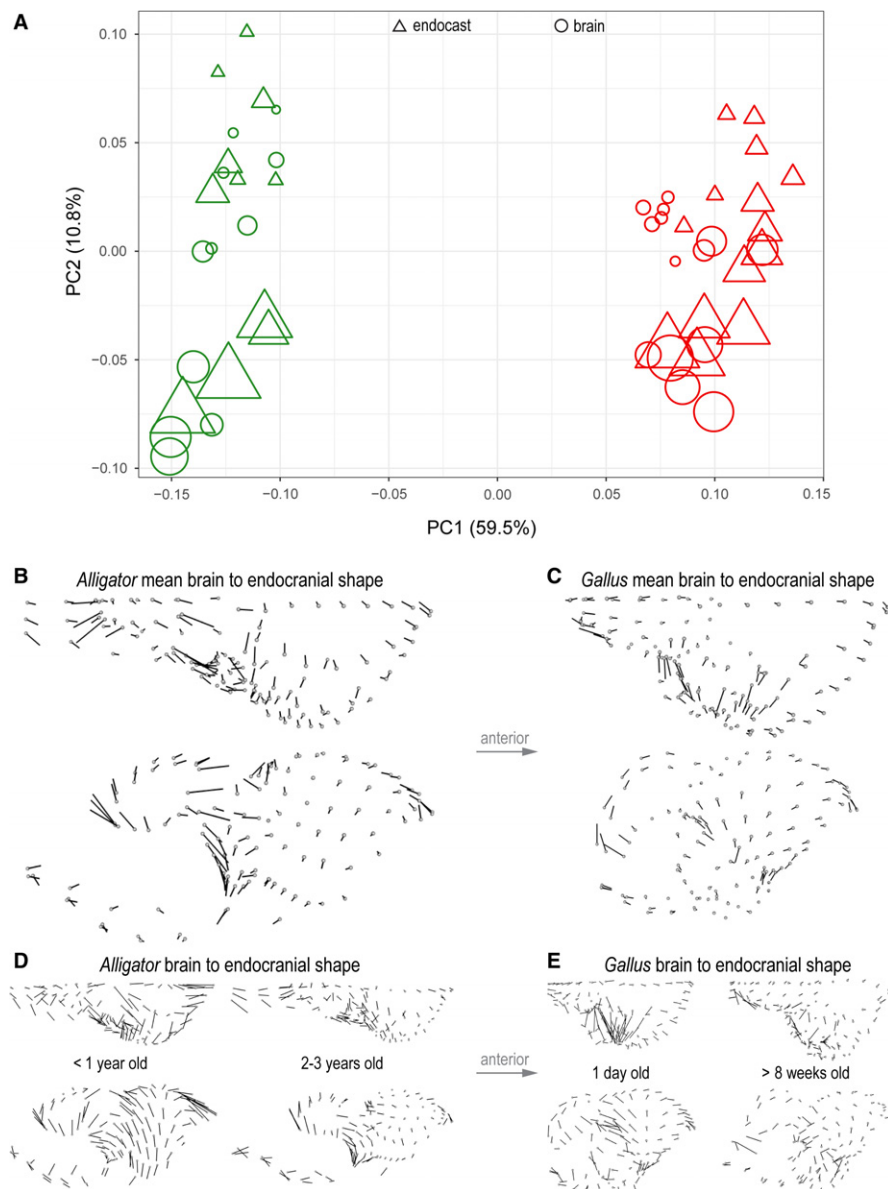 A
endocast
brain
0.10
0.05
0.00
−0.05
−0.10
PC2 (10.8%)
−0.15
−0.10
−0.05
0.00
0.05
0.10
0.15
PC1 (59.5%)
B
Alligator mean brain to endocranial shape
C
Gallus mean brain to endocranial shape
anterior
D
Alligator brain to endocranial shape
E
Gallus brain to endocranial shape
< 1 year old
2-3 years old
anterior
1 day old
> 8 weeks old